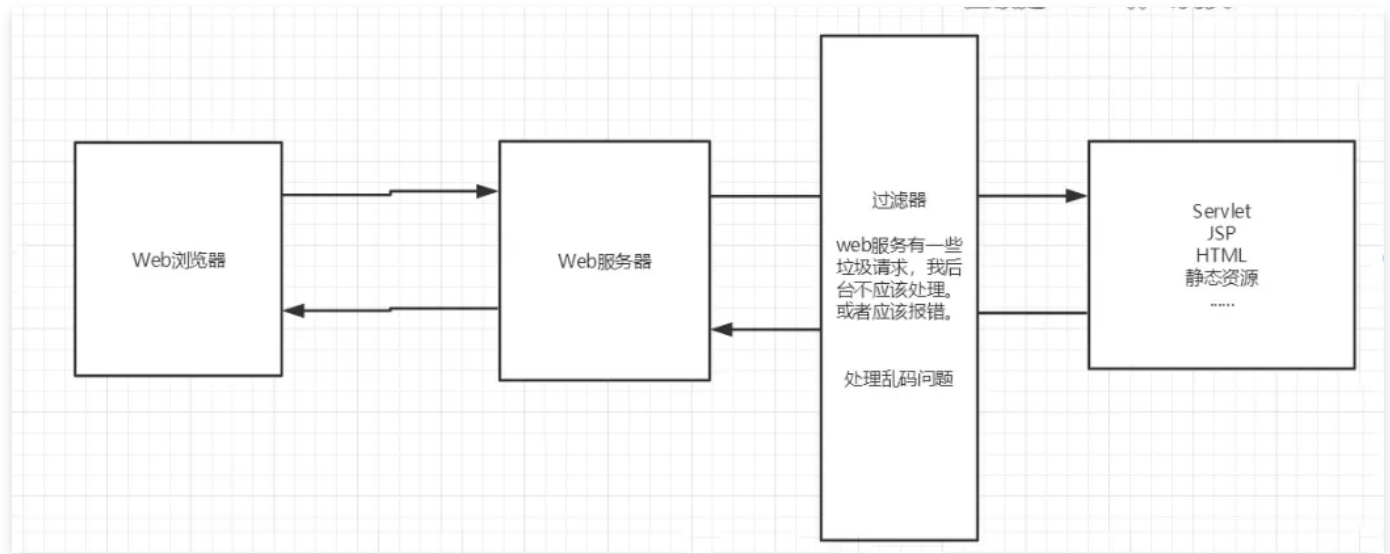 Web浏览器
Web服务器
过滤器
web服务有一些
垃圾请求，我后
台不应该处理。
或者应该报错。
处理乱码问题
Servlet
JSP
HTML
静态资源
......